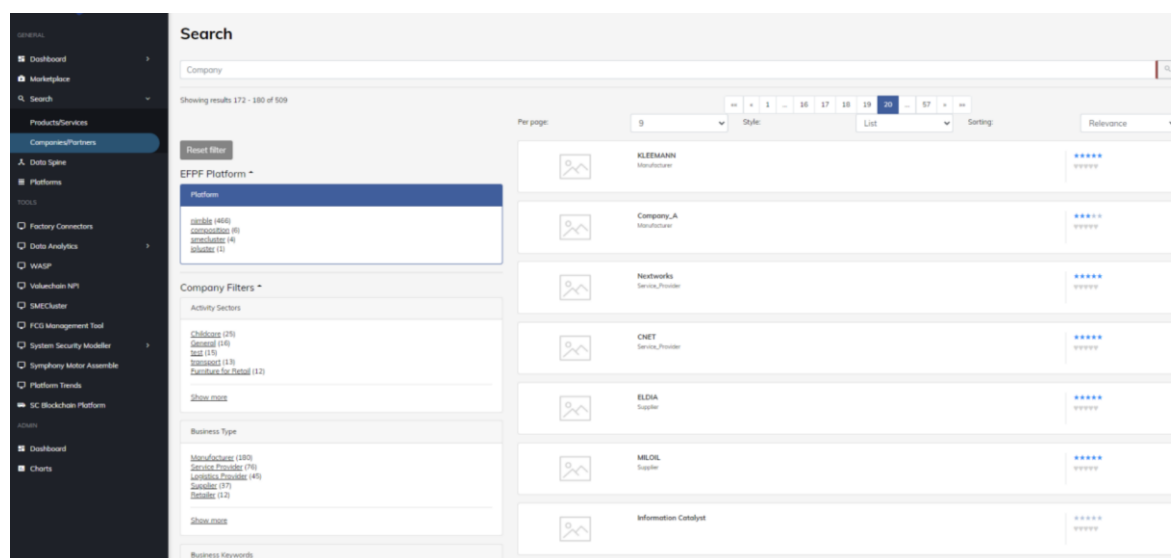 GENERAL
Dashboard
Marketplace
Search
Products/Services
Companies/Partners
Data Spine
Platforms
TOOLS
Factory Connectors
Data Analytics
WASP
Valuechain NPI
SMECluster
FCG Management Tool
System Security Modeller
Symphony Motor Assemble
Platform Trends
SC Blockchain Platform
ADMIN
Dashboard
Charts
Search
Company
Showing results 172 - 180 of 509
«« « 1 ... 16 17 18 19 20 ... 57 » »»
Per page: 9 Style: List Sorting: Relevance
Reset filter
EFPF Platform
Platform
nimble (466)
composition (6)
smecluster (4)
Company Filters
Activity Sectors
Childcare (25)
General (16)
test (15)
transport (13)
Furniture for Retail (12)
Show more
Business Type
Manufacturer (180)
Service Provider (76)
Logistics Provider (45)
Supplier (37)
Retailer (12)
Show more
Business Keywords
KLEEMANN
Manufacturer
Company_A
Manufacturer
Nextworks
Service_Provider
CNET
Service_Provider
ELDIA
Supplier
MILOIL
Supplier
Information Catalyst